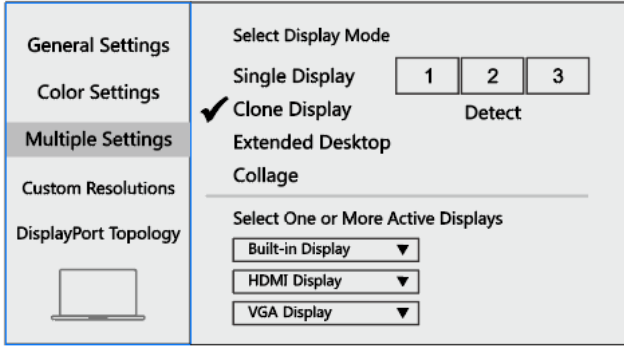 General Settings
Color Settings
Multiple Settings
Custom Resolutions
DisplayPort Topology
Select Display Mode
Single Display
1 2 3
Clone Display
Detect
Extended Desktop
Collage
Select One or More Active Displays
Built-in Display
HDMI Display
VGA Display